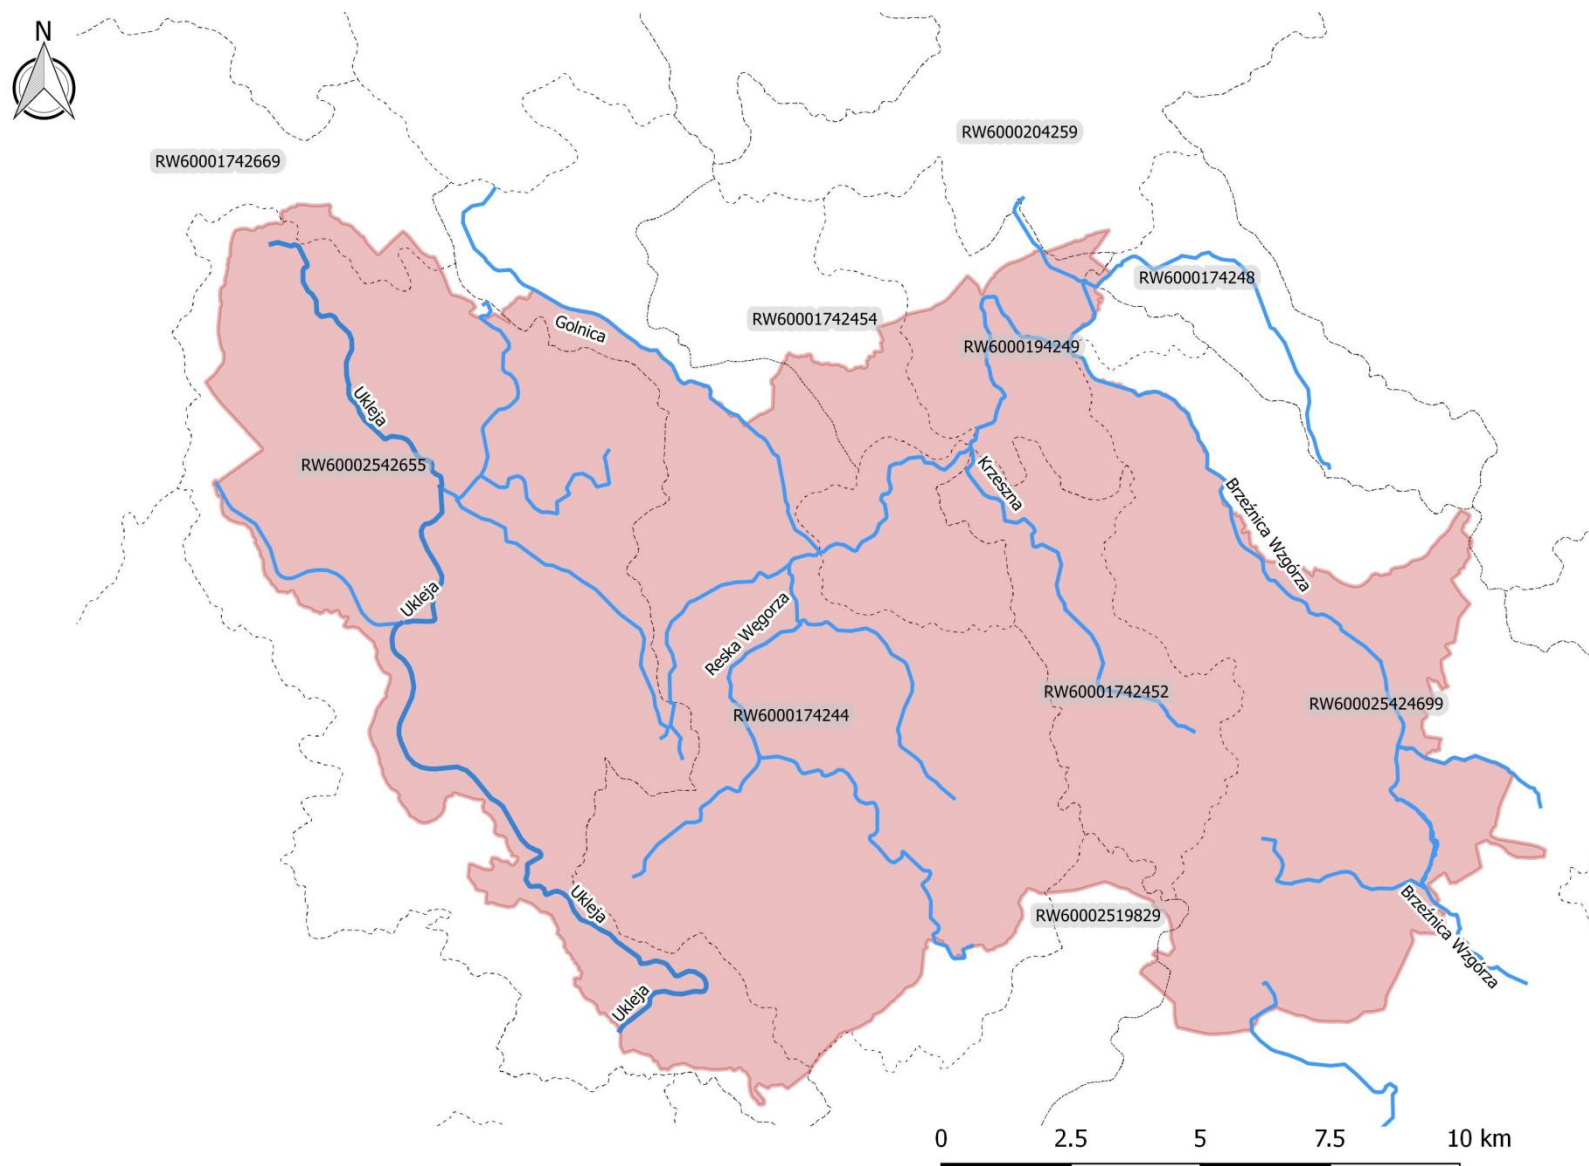 N
RW6000204259
RW60001742669
RW6000174248
RW60001742454
Golnica
RW6000194249
Ukleja
RW60002542655
Krzeszna
Brzeźnica Wzgórza
Ukleja
Reska Węgorza
RW60001742452
RW600025424699
RW6000174244
Ukleja
RW60002519829
Brzeźnica Wzgórza
Ukleja
0 2.5 5 7.5 10 km